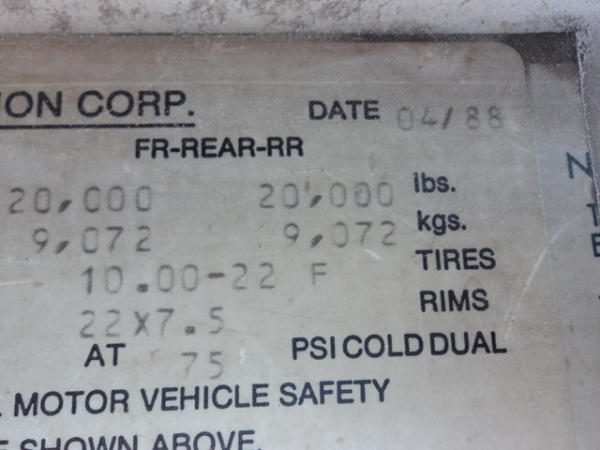 ION CORP. DATE 04/88
FR-REAR-RR
20,000 20,000 lbs.
9,072 9,072 kgs.
10.00-22 F TIRES
22X7.5 RIMS
AT 75 PSI COLD DUAL
MOTOR VEHICLE SAFETY
SHOWN ABOVE.
N